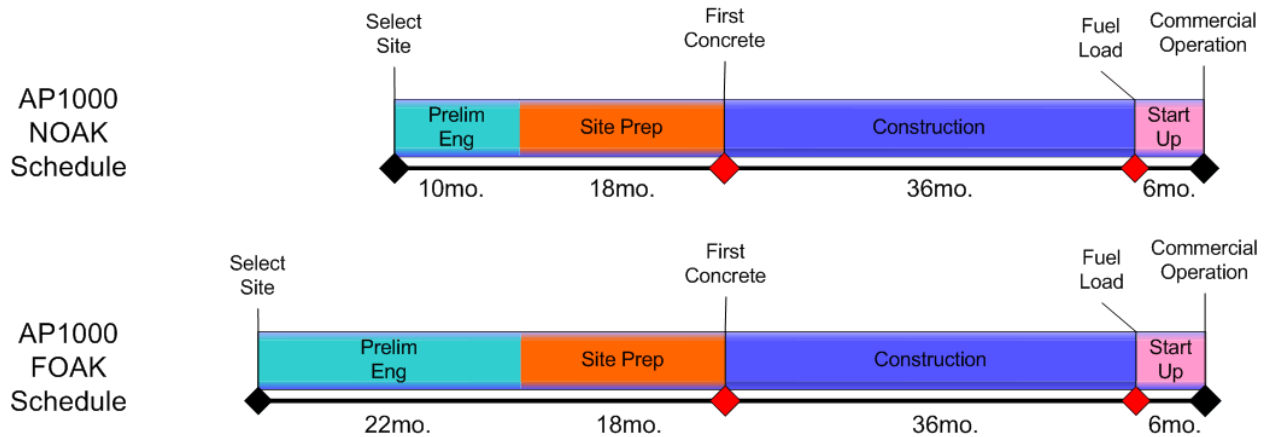 Select
Site
First
Concrete
Fuel
Load
Commercial
Operation
AP1000
NOAK
Schedule
Prelim
Eng
Site Prep
Construction
Start
Up
10mo.
18mo.
36mo.
6mo.
Select
Site
First
Concrete
Fuel
Load
Commercial
Operation
AP1000
FOAK
Schedule
Prelim
Eng
Site Prep
Construction
Start
Up
22mo.
18mo.
36mo.
6mo.